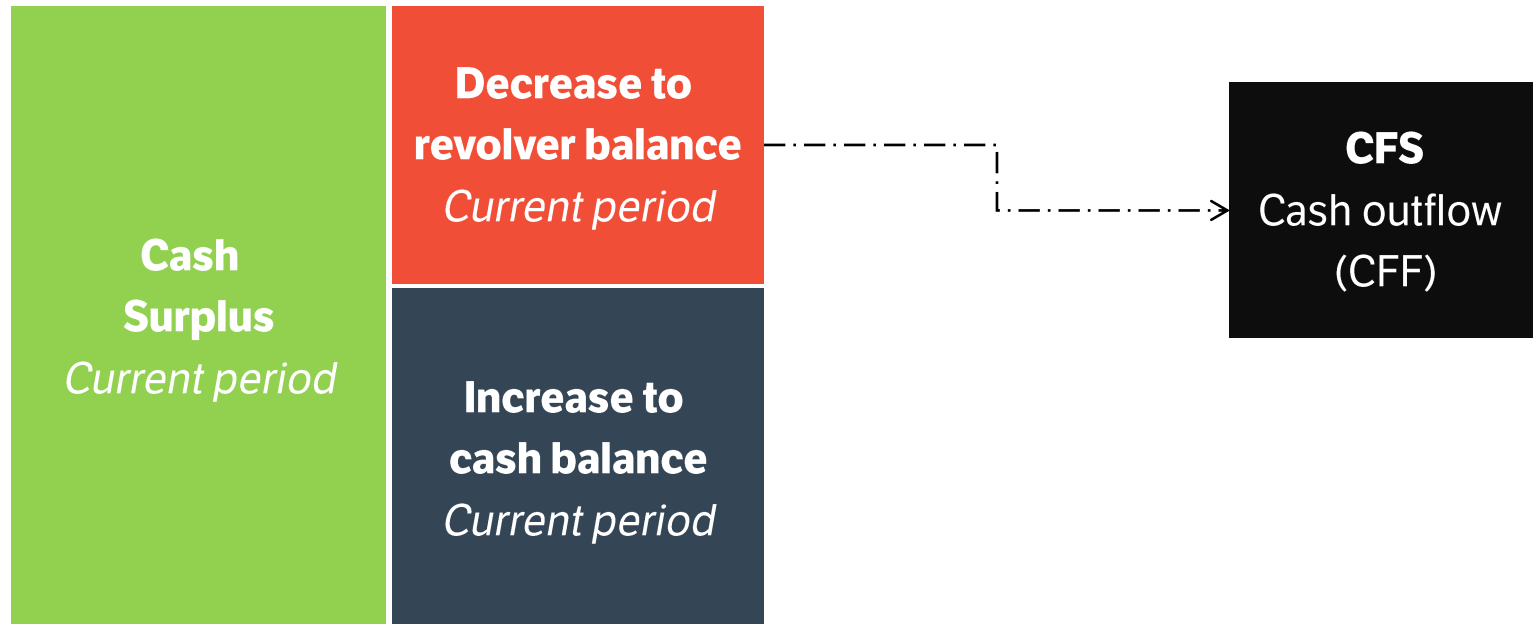 Cash
Surplus
Current period
Decrease to
revolver balance
Current period
Increase to
cash balance
Current period
CFS
Cash outflow
(CFF)